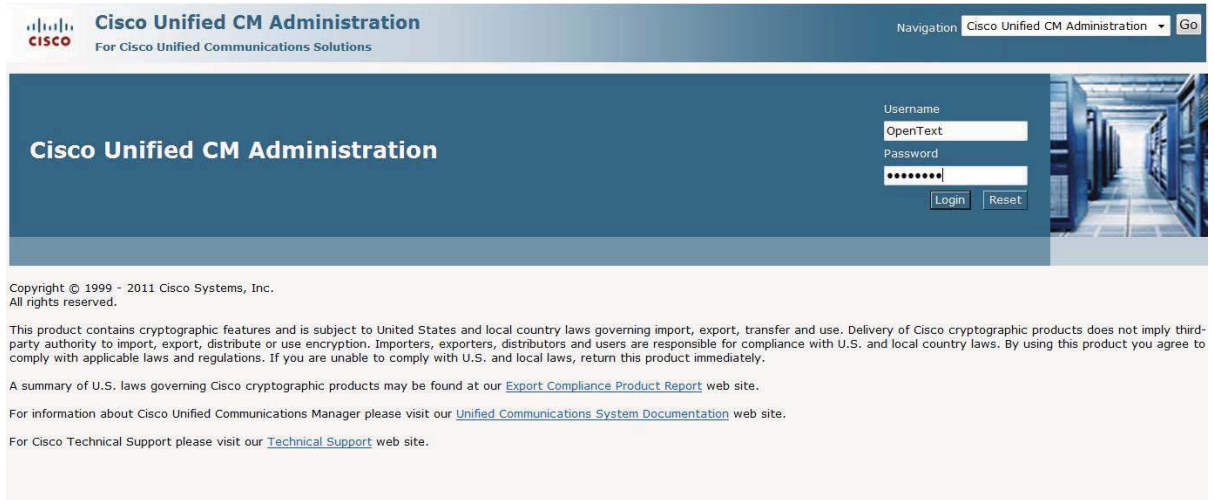 CISCO
Cisco Unified CM Administration
For Cisco Unified Communications Solutions
Navigation Cisco Unified CM Administration Go
Username
OpenText
Cisco Unified CM Administration
Password
••••••••
Login Reset
Copyright © 1999 - 2011 Cisco Systems, Inc.
All rights reserved.
This product contains cryptographic features and is subject to United States and local country laws governing import, export, transfer and use. Delivery of Cisco cryptographic products does not imply third-
party authority to import, export, distribute or use encryption. Importers, exporters, distributors and users are responsible for compliance with U.S. and local country laws. By using this product you agree to
comply with applicable laws and regulations. If you are unable to comply with U.S. and local laws, return this product immediately.
A summary of U.S. laws governing Cisco cryptographic products may be found at our Export Compliance Product Report web site.
For information about Cisco Unified Communications Manager please visit our Unified Communications System Documentation web site.
For Cisco Technical Support please visit our Technical Support web site.